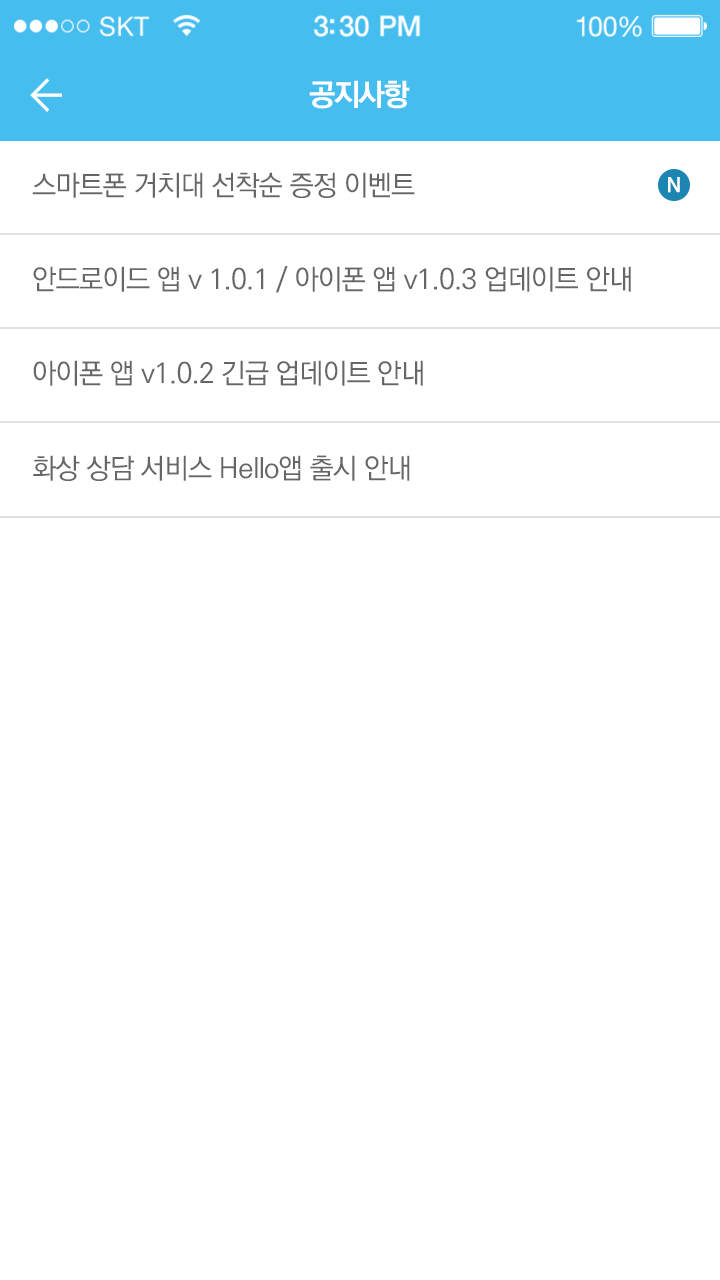 SKT 3:30 PM 100%
공지사항
스마트폰 거치대 선착순 증정 이벤트 N
안드로이드 앱 v 1.0.1 / 아이폰 앱 v1.0.3 업데이트 안내
아이폰 앱 v1.0.2 긴급 업데이트 안내
화상 상담 서비스 Hello앱 출시 안내